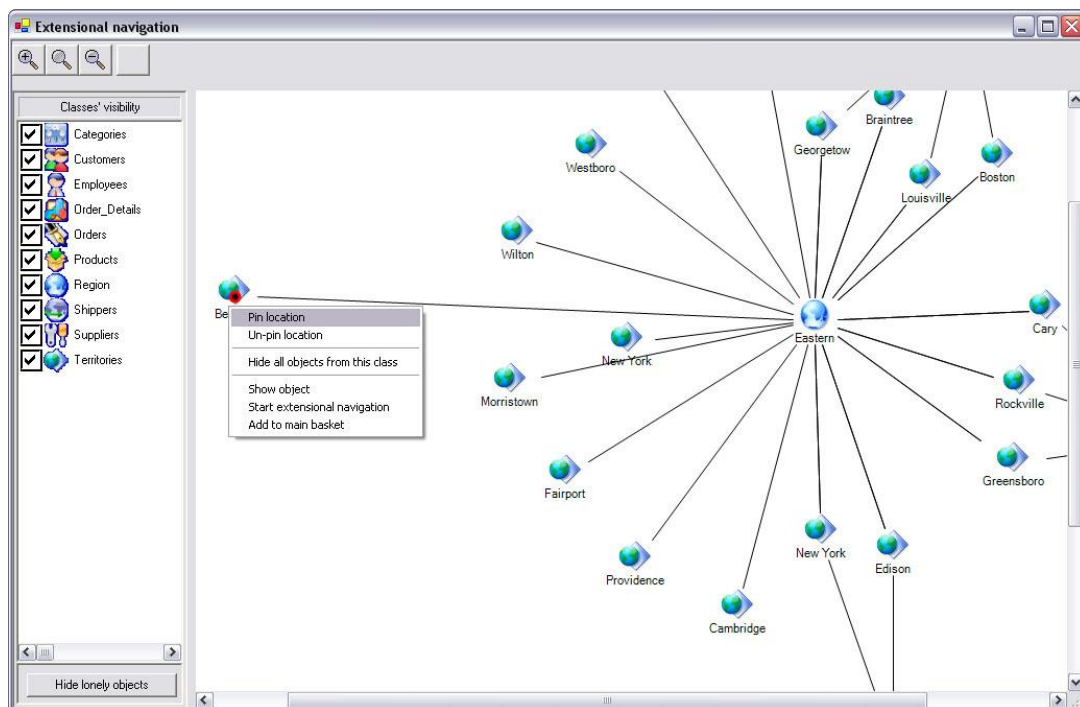 Extensional navigation
Classes' visibility
Categories
Customers
Employees
Order_Details
Orders
Products
Region
Shippers
Suppliers
Territories
Hide lonely objects
Braintree
Georgetow
Westboro
Boston
Louisville
Wilton
Be
Pin location
Un-pin location
Hide all objects from this class
Show object
Start extensional navigation
Add to main basket
Eastern
Cary
New York
Morristown
Rockville
Fairport
Greensboro
New York
Edison
Providence
Cambridge